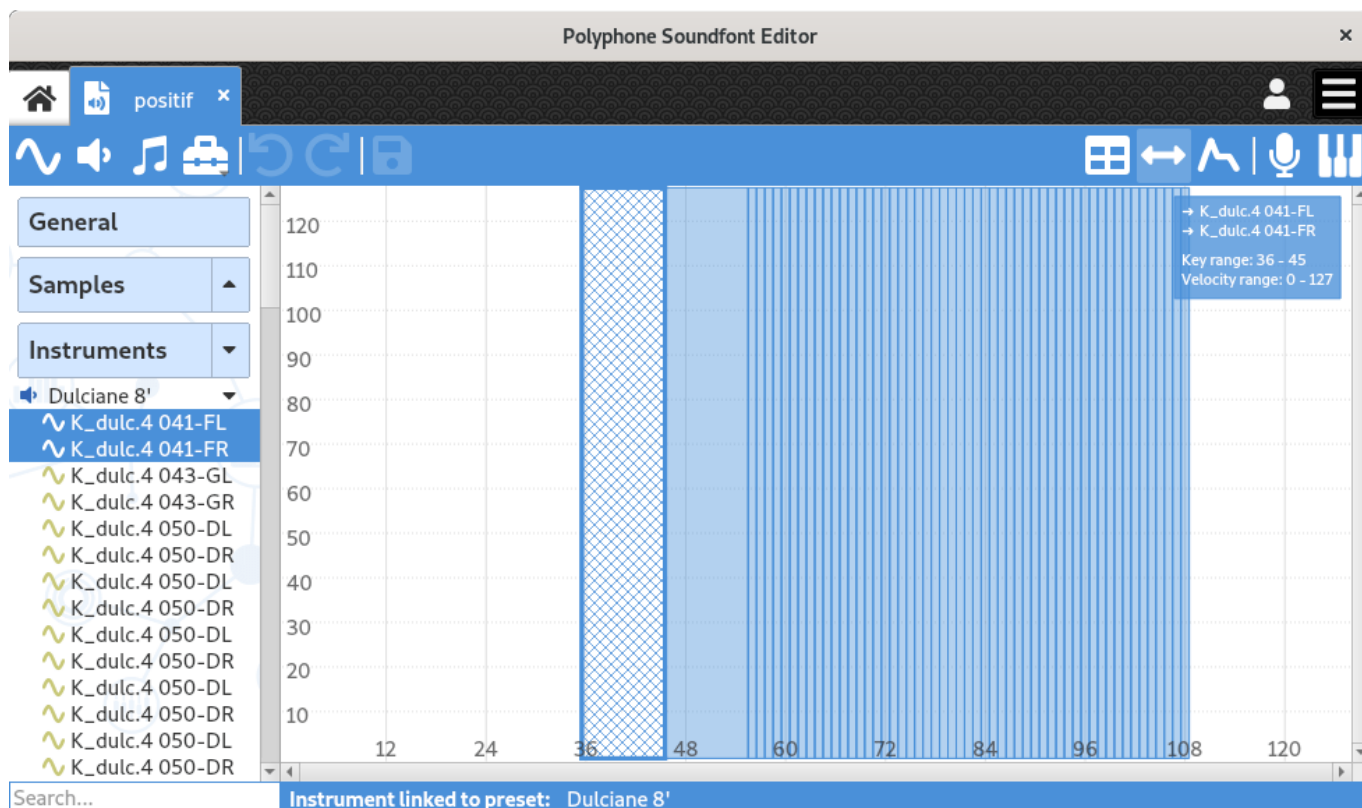 Polyphone Soundfont Editor
positif
General
Samples
Instruments
Dulciane 8'
K_dulc.4 041-FL
K_dulc.4 041-FR
K_dulc.4 043-GL
K_dulc.4 043-GR
K_dulc.4 050-DL
K_dulc.4 050-DR
K_dulc.4 050-DL
K_dulc.4 050-DR
K_dulc.4 050-DL
K_dulc.4 050-DR
K_dulc.4 050-DL
K_dulc.4 050-DR
K_dulc.4 050-DL
K_dulc.4 050-DR
Search...
120
110
100
90
80
70
60
50
40
30
20
10
12 24 36 48 60 72 84 96 108 120
→ K_dulc.4 041-FL
→ K_dulc.4 041-FR
Key range: 36 - 45
Velocity range: 0 - 127
Instrument linked to preset: Dulciane 8'